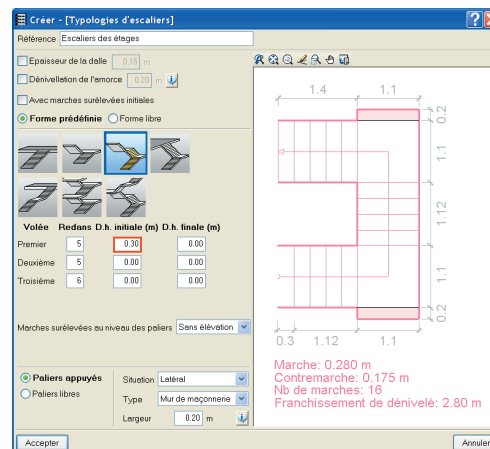 Créer - [Typologies d'escaliers]
Référence Escaliers des étages
Epaisseur de la dalle 0.15 m
Dénivellation de l'amorce 0.20 m
Avec marches surélevées initiales
Forme prédéfinie Forme libre
Volée Redans D.h. initiale (m) D.h. finale (m)
Premier 5 0.30 0.00
Deuxième 5 0.00 0.00
Troisième 6 0.00 0.00
Marches surélevées au niveau des paliers Sans élévation
Paliers appuyés
Paliers libres
Situation Latéral
Type Mur de maçonnerie
Largeur 0.20 m
Accepter
Annuler
1.4 1.1
0.2
1.1
1.12
1.1
0.2
0.3 1.12 1.1
Marche: 0.280 m
Contremarche: 0.175 m
Nb de marches: 16
Franchissement de dénivelé: 2.80 m